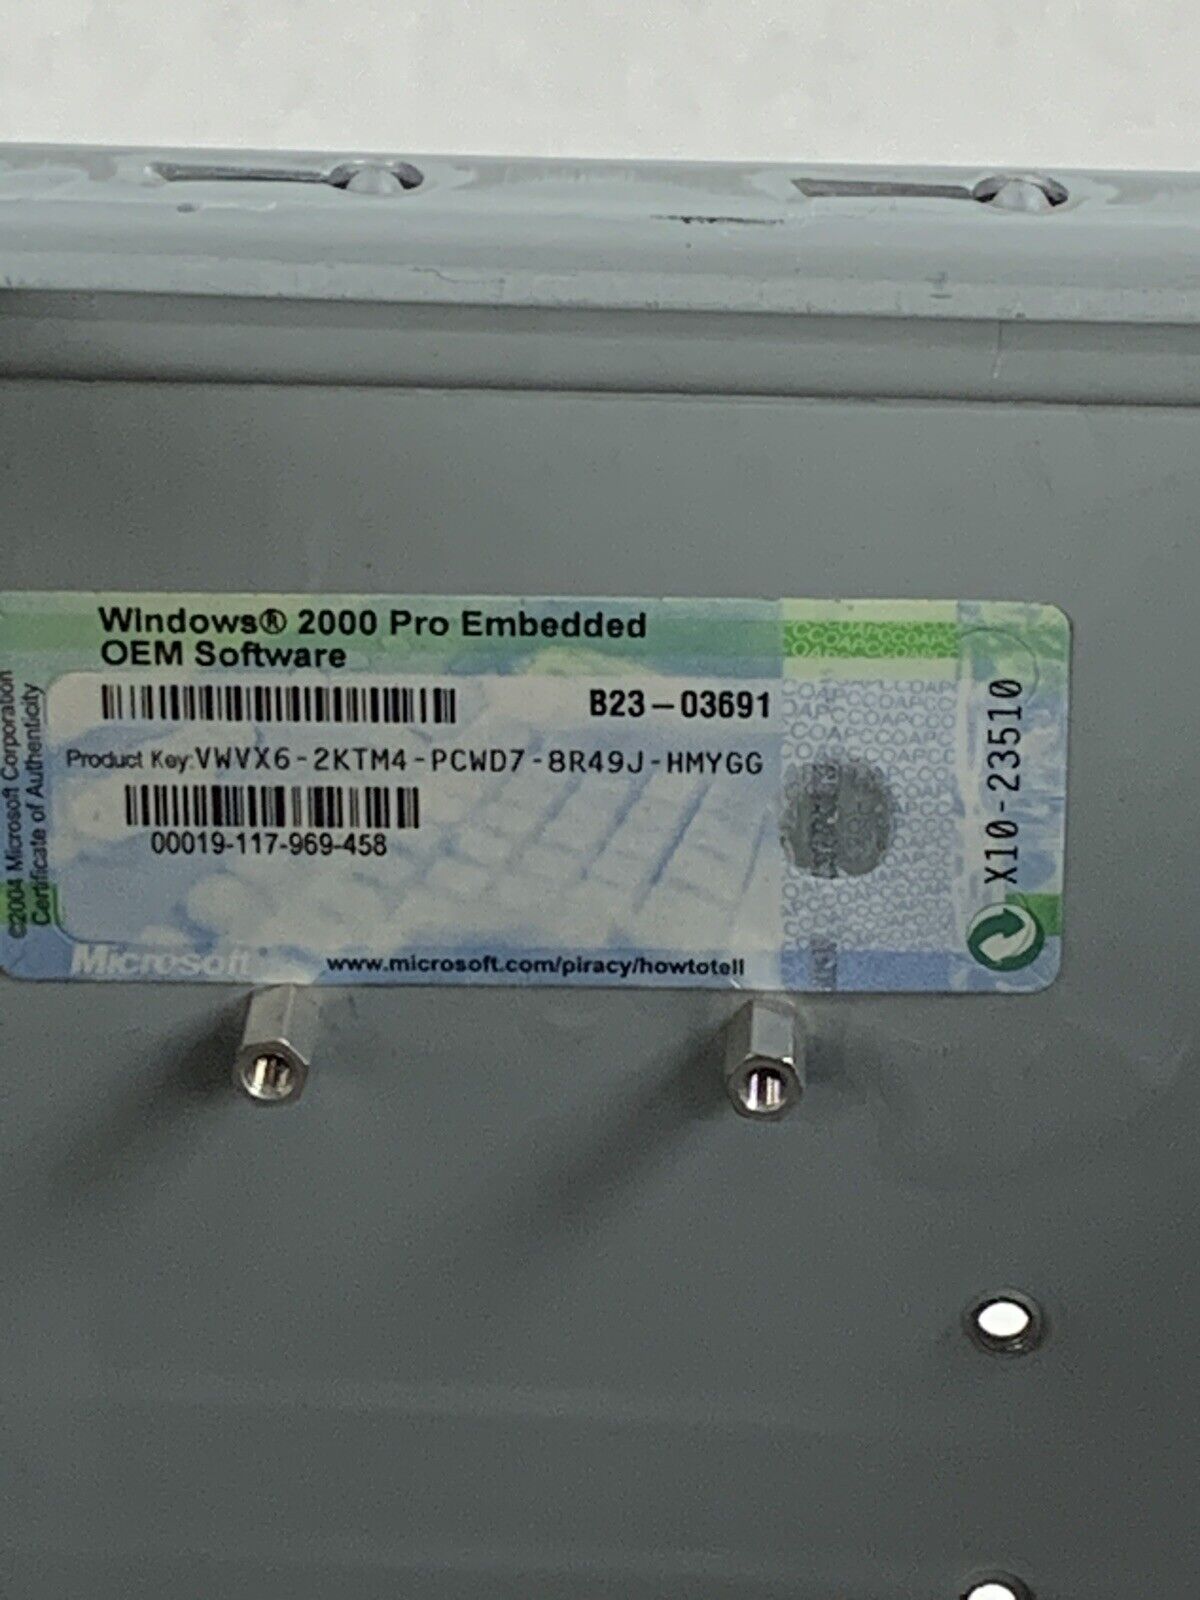 Windows® 2000 Pro Embedded
OEM Software
B23-03691
Product Key: VWVX6-2KTM4-PCWD7-8R49J-HMYGG
00019-117-969-458
Microsoft
www.microsoft.com/piracy/howtotell
©2004 Microsoft Corporation
Certificate of Authenticity
X10-23510